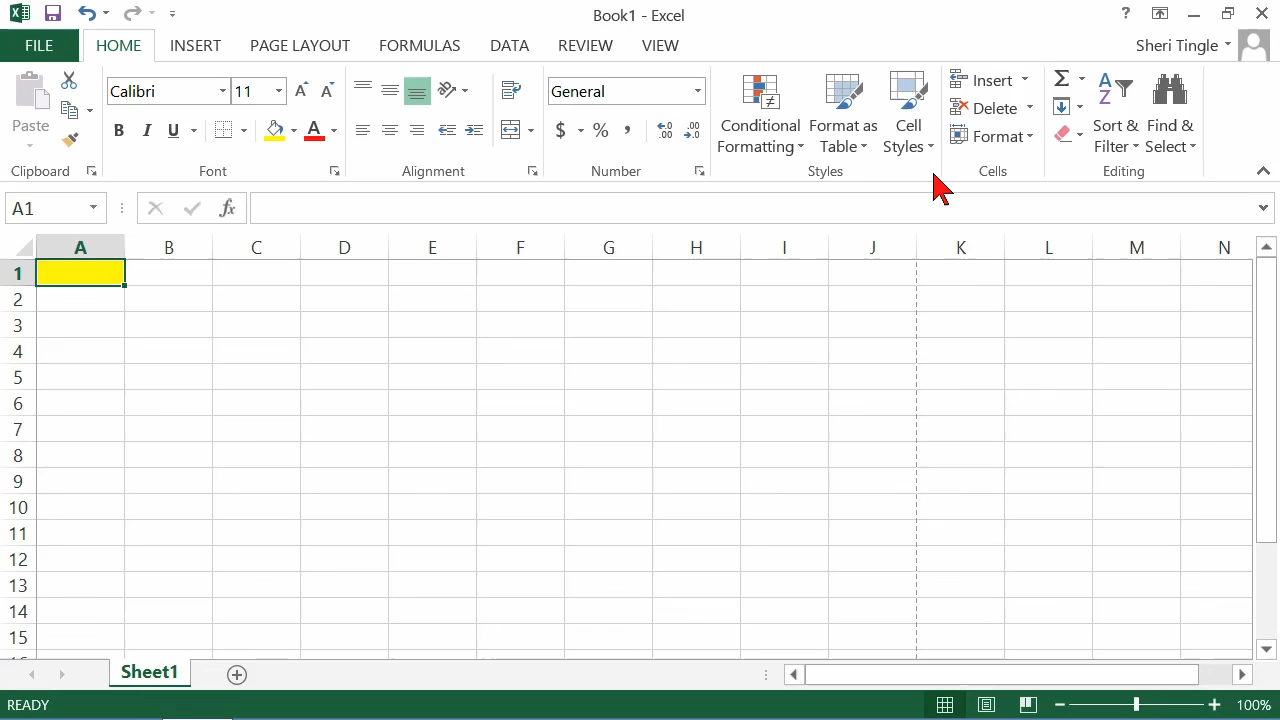 Book1 - Excel
?
FILE HOME INSERT PAGE LAYOUT FORMULAS DATA REVIEW VIEW Sheri Tingle
Paste
Calibri 11
B I U A
General
$ % ,
Conditional Formatting
Format as Table
Cell Styles
Insert
Delete
Format
Σ
Sort & Filter
Find & Select
Clipboard Font Alignment Number Styles Cells Editing
A1 fx
A B C D E F G H I J K L M N
1
2
3
4
5
6
7
8
9
10
11
12
13
14
15
Sheet1
READY 100%